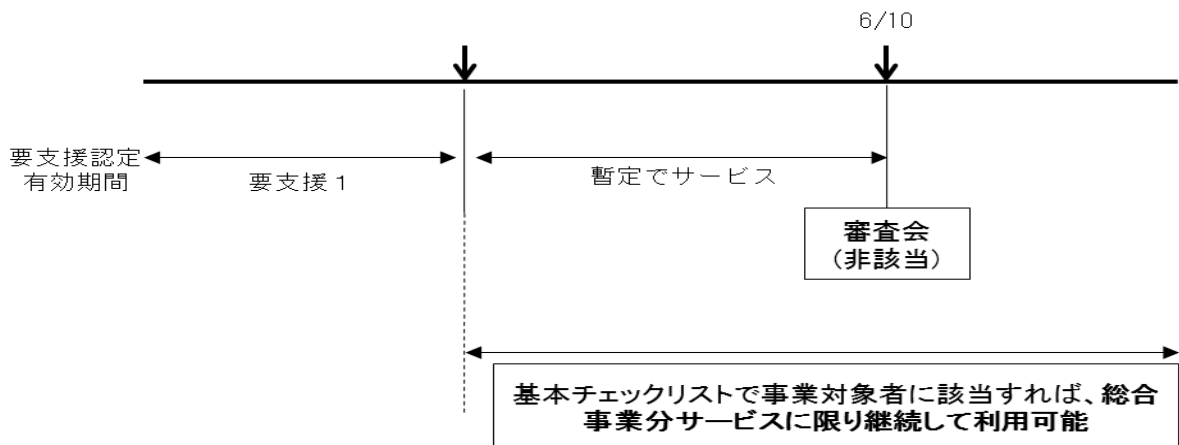 6/10
要支援認定
有効期間
要支援１
暫定でサービス
審査会
（非該当）
基本チェックリストで事業対象者に該当すれば、総合
事業分サービスに限り継続して利用可能